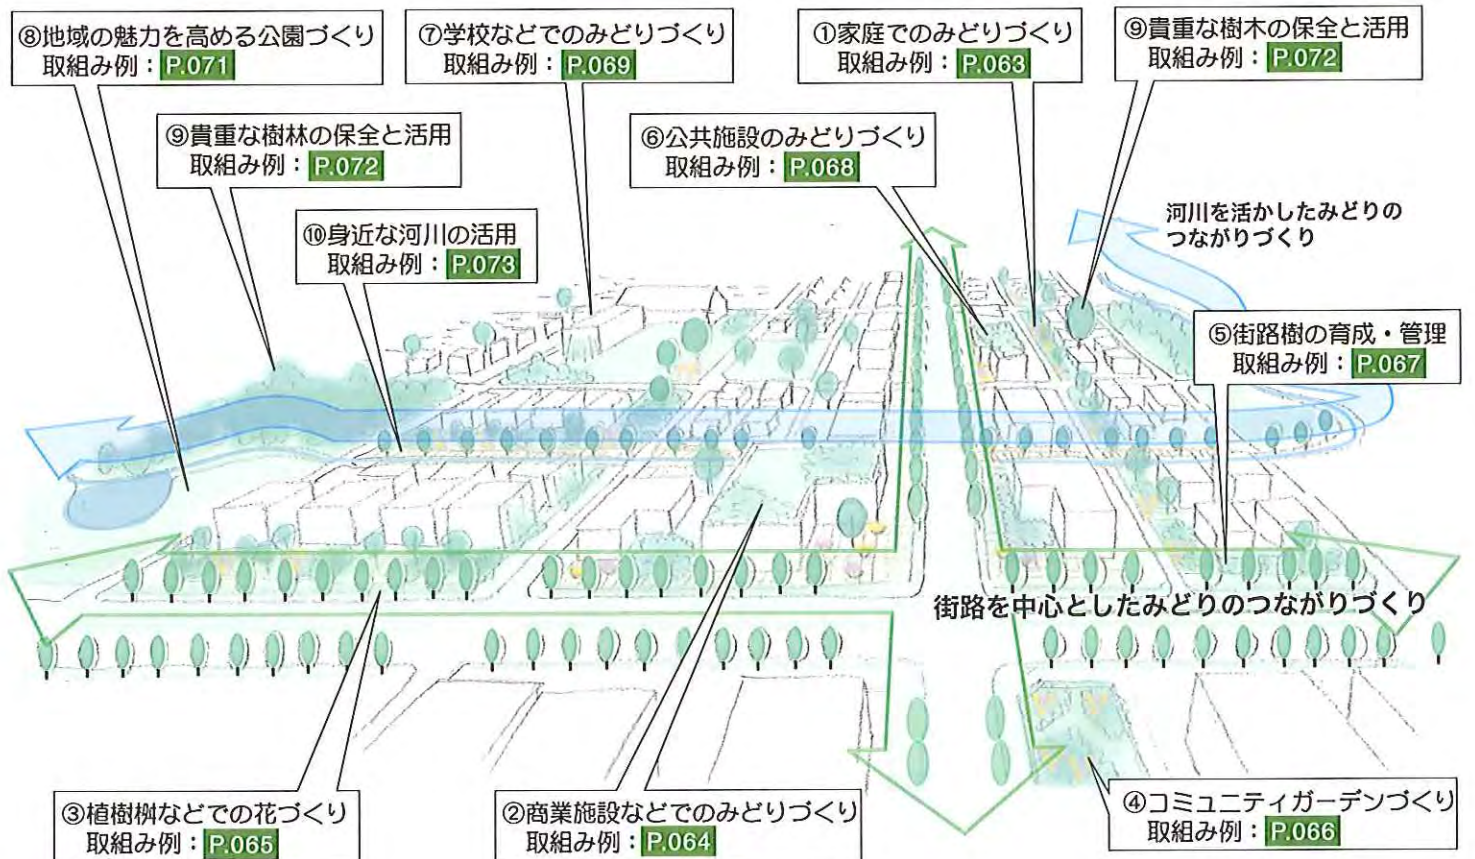 ⑧地域の魅力を高める公園づくり
取組み例：P.071
⑦学校などでのみどりづくり
取組み例：P.069
①家庭でのみどりづくり
取組み例：P.063
⑨貴重な樹木の保全と活用
取組み例：P.072
⑨貴重な樹林の保全と活用
取組み例：P.072
⑥公共施設のみどりづくり
取組み例：P.068
⑩身近な河川の活用
取組み例：P.073
河川を活かしたみどりの
つながりづくり
⑤街路樹の育成・管理
取組み例：P.067
街路を中心としたみどりのつながりづくり
③植樹桝などでの花づくり
取組み例：P.065
②商業施設などでのみどりづくり
取組み例：P.064
④コミュニティガーデンづくり
取組み例：P.066